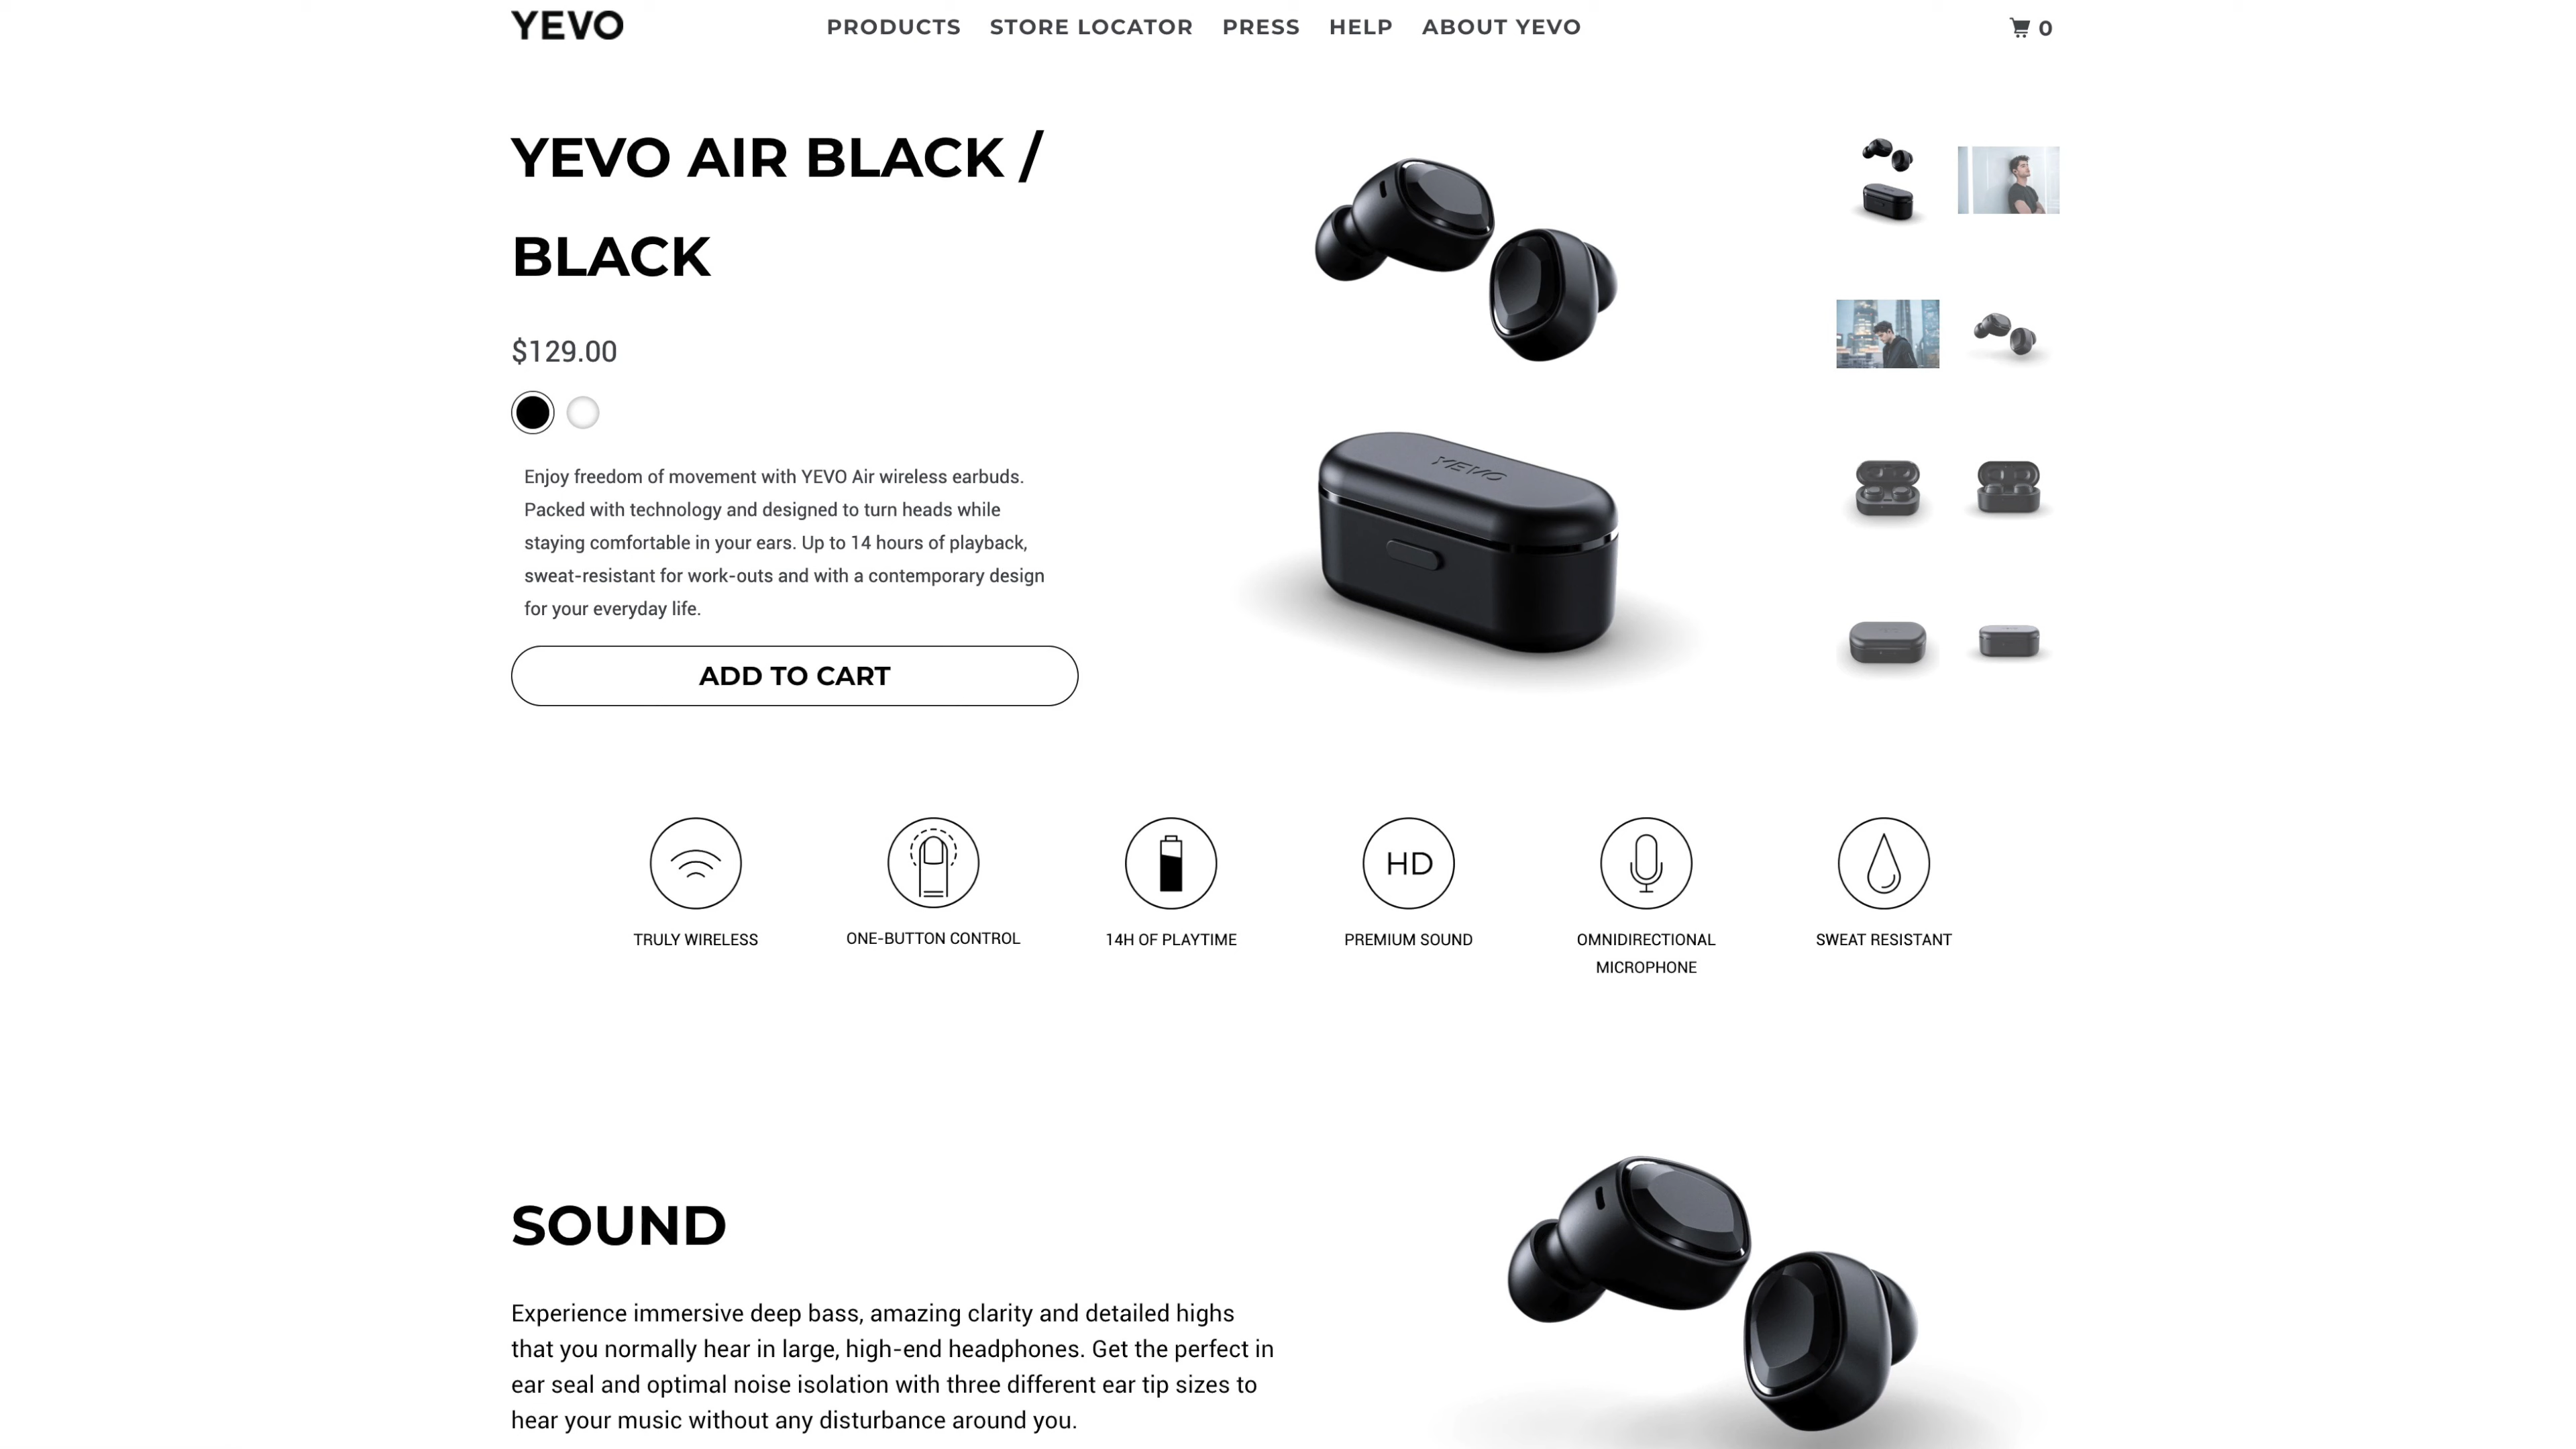 YEVO
PRODUCTS STORE LOCATOR PRESS HELP ABOUT YEVO
0
YEVO AIR BLACK /
BLACK
$129.00
Enjoy freedom of movement with YEVO Air wireless earbuds.
Packed with technology and designed to turn heads while
staying comfortable in your ears. Up to 14 hours of playback,
sweat-resistant for work-outs and with a contemporary design
for your everyday life.
ADD TO CART
YEVO
HD
TRULY WIRELESS
ONE-BUTTON CONTROL
14H OF PLAYTIME
PREMIUM SOUND
OMNIDIRECTIONAL
MICROPHONE
SWEAT RESISTANT
SOUND
Experience immersive deep bass, amazing clarity and detailed highs
that you normally hear in large, high-end headphones. Get the perfect in
ear seal and optimal noise isolation with three different ear tip sizes to
hear your music without any disturbance around you.